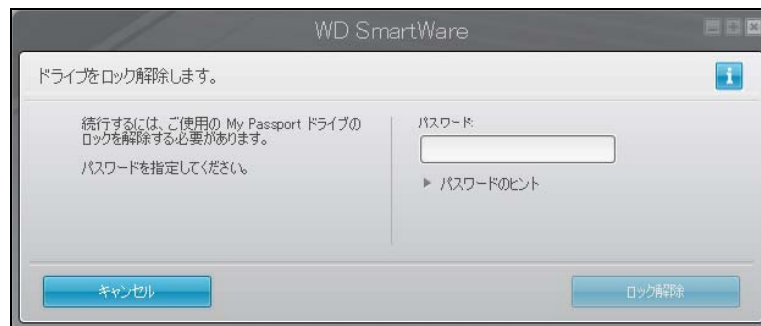 WD SmartWare
ドライブをロック解除します。
続行するには、ご使用の My Passport ドライブの
ロックを解除する必要があります。
パスワードを指定してください。
パスワード:
パスワードのヒント
キャンセル
ロック解除